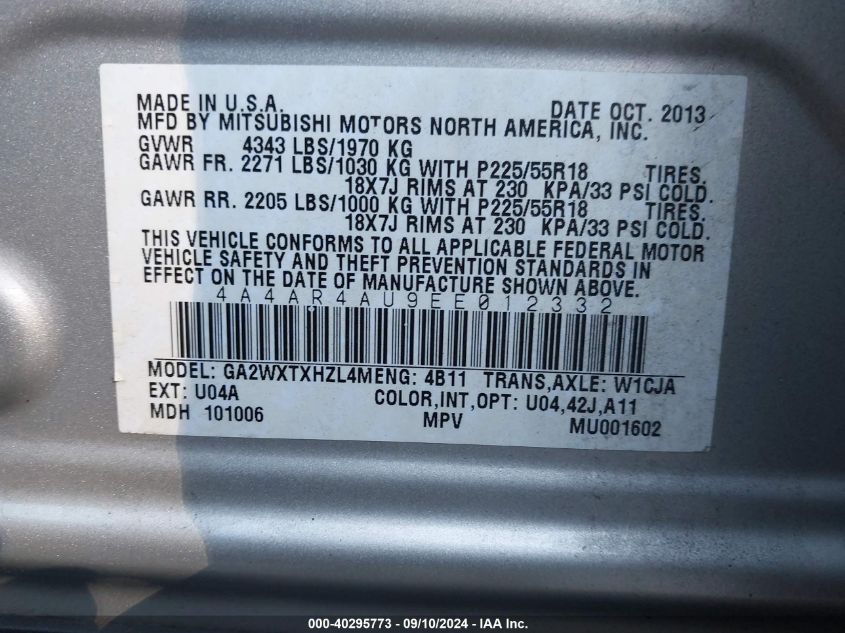 MADE IN U.S.A. DATE OCT. 2013
MFD BY MITSUBISHI MOTORS NORTH AMERICA, INC.
GVWR 4343 LBS/1970 KG
GAWR FR. 2271 LBS/1030 KG WITH P225/55R18 TIRES.
18X7J RIMS AT 230 KPA/33 PSI COLD.
GAWR RR. 2205 LBS/1000 KG WITH P225/55R18 TIRES.
18X7J RIMS AT 230 KPA/33 PSI COLD.
THIS VEHICLE CONFORMS TO ALL APPLICABLE FEDERAL MOTOR
VEHICLE SAFETY AND THEFT PREVENTION STANDARDS IN
EFFECT ON THE DATE OF MANUFACTURE SHOWN ABOVE.
4A4AR4AU9EE012332
MODEL: GA2WXTXHZL4MENG: 4B11 TRANS,AXLE: W1CJA
EXT: U04A COLOR,INT,OPT: U04,42J,A11
MDH 101006 MPV MU001602
000-40295773 - 09/10/2024 - IAA Inc.